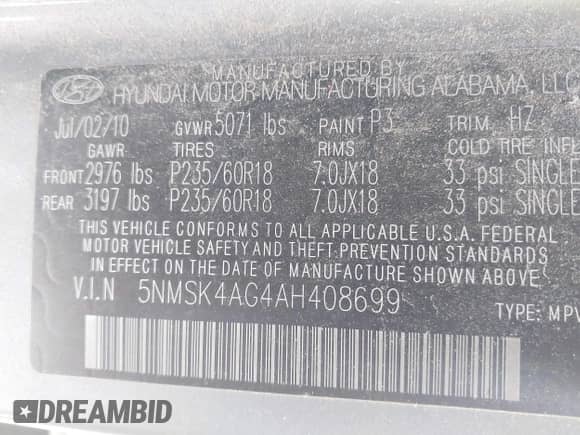 MANUFACTURED BY
HYUNDAI MOTOR MANUFACTURING ALABAMA, LLC
Jul/02/10 GVWR 5071 lbs PAINT P3 TRIM HZ
GAWR TIRES RIMS COLD TIRE INFL
FRONT 2976 lbs P235/60R18 7.0JX18 33 psi SINGLE
REAR 3197 lbs P235/60R18 7.0JX18 33 psi SINGLE
THIS VEHICLE CONFORMS TO ALL APPLICABLE U.S.A. FEDERAL
MOTOR VEHICLE SAFETY AND THEFT PREVENTION STANDARDS
IN EFFECT ON THE DATE OF MANUFACTURE SHOWN ABOVE.
V.I.N 5NMSK4AG4AH408699
TYPE: MPV
DREAMBID